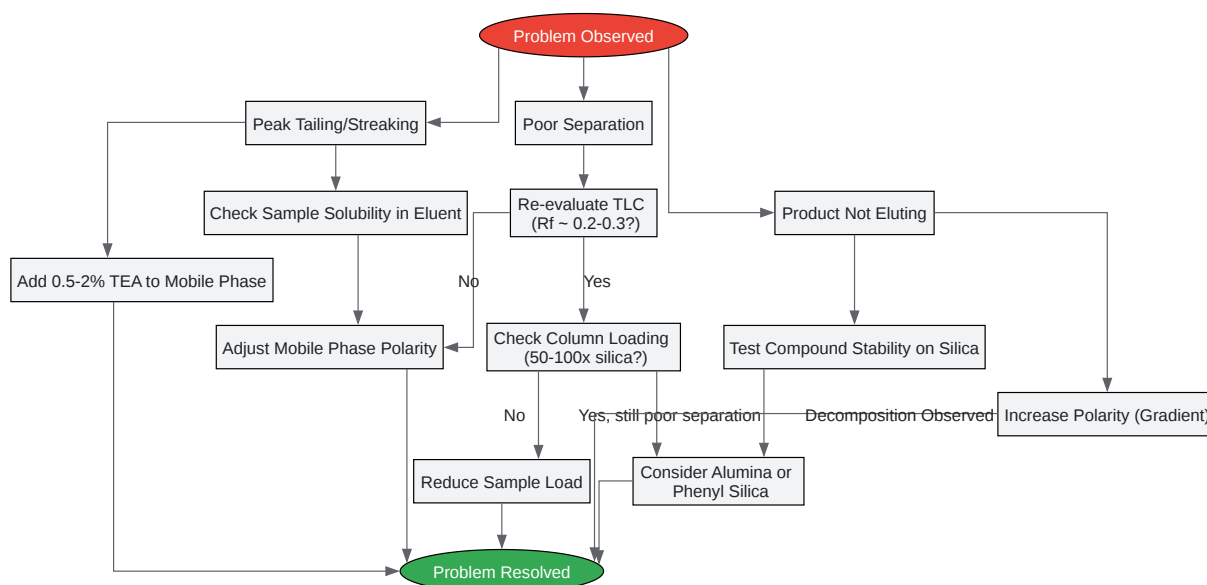 Problem Observed
Peak Tailing/Streaking
Poor Separation
Check Sample Solubility in Eluent
Re-evaluate TLC
(Rf ~ 0.2-0.3?)
Product Not Eluting
Add 0.5-2% TEA to Mobile Phase
No
Yes
Adjust Mobile Phase Polarity
Check Column Loading
(50-100x silica?)
Test Compound Stability on Silica
No
Yes, still poor separation
Decomposition Observed
Increase Polarity (Gradient)
Reduce Sample Load
Consider Alumina or
Phenyl Silica
Problem Resolved